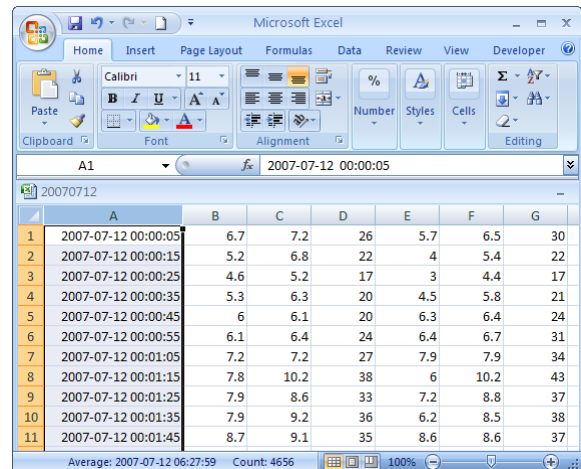 Microsoft Excel
Home Insert Page Layout Formulas Data Review View Developer
Paste
Calibri 11
B I U A A
A
%
Number
A
Styles
Cells
Σ
Clipboard Font Alignment Editing
A1 fx 2007-07-12 00:00:05
20070712
A B C D E F G
1 2007-07-12 00:00:05 6.7 7.2 26 5.7 6.5 30
2 2007-07-12 00:00:15 5.2 6.8 22 4 5.4 22
3 2007-07-12 00:00:25 4.6 5.2 17 3 4.4 17
4 2007-07-12 00:00:35 5.3 6.3 20 4.5 5.8 21
5 2007-07-12 00:00:45 6 6.1 20 6.3 6.4 24
6 2007-07-12 00:00:55 6.1 6.4 24 6.4 6.7 31
7 2007-07-12 00:01:05 7.2 7.2 27 7.9 7.9 34
8 2007-07-12 00:01:15 7.8 10.2 38 6 10.2 43
9 2007-07-12 00:01:25 7.9 8.6 33 7.2 8.8 37
10 2007-07-12 00:01:35 7.9 9.2 36 6.2 8.5 38
11 2007-07-12 00:01:45 8.7 9.1 35 8.6 8.6 37
Average: 2007-07-12 06:27:59 Count: 4656 100%